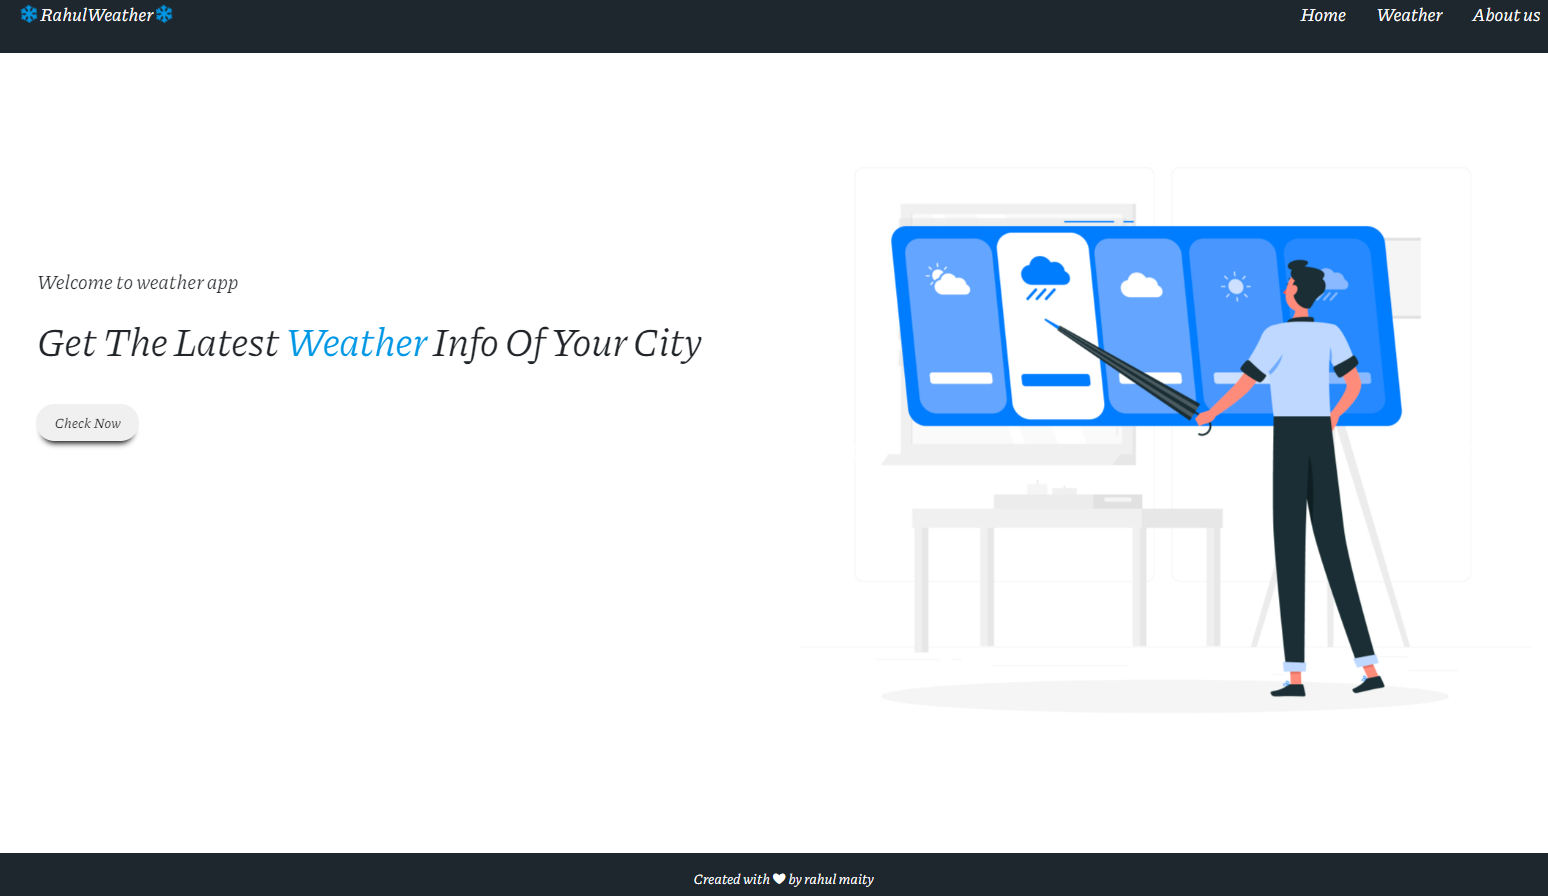 ❄RahulWeather❄
Home Weather About us
Welcome to weather app
Get The Latest Weather Info Of Your City
Check Now
Created with ❤ by rahul maity